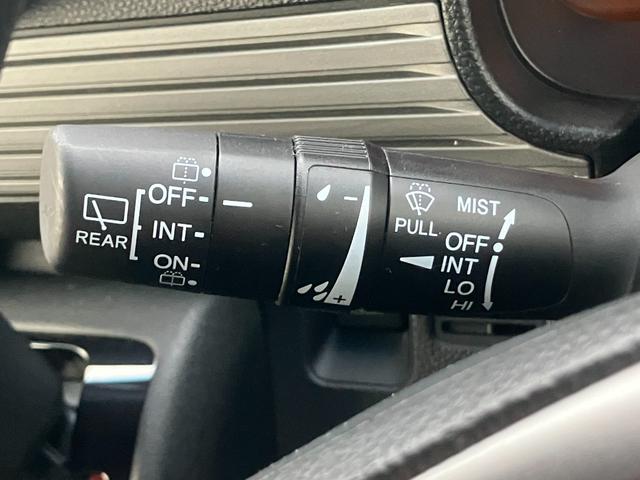 REAR
OFF
INT
ON
− +
PULL
MIST
OFF
INT
LO
HI